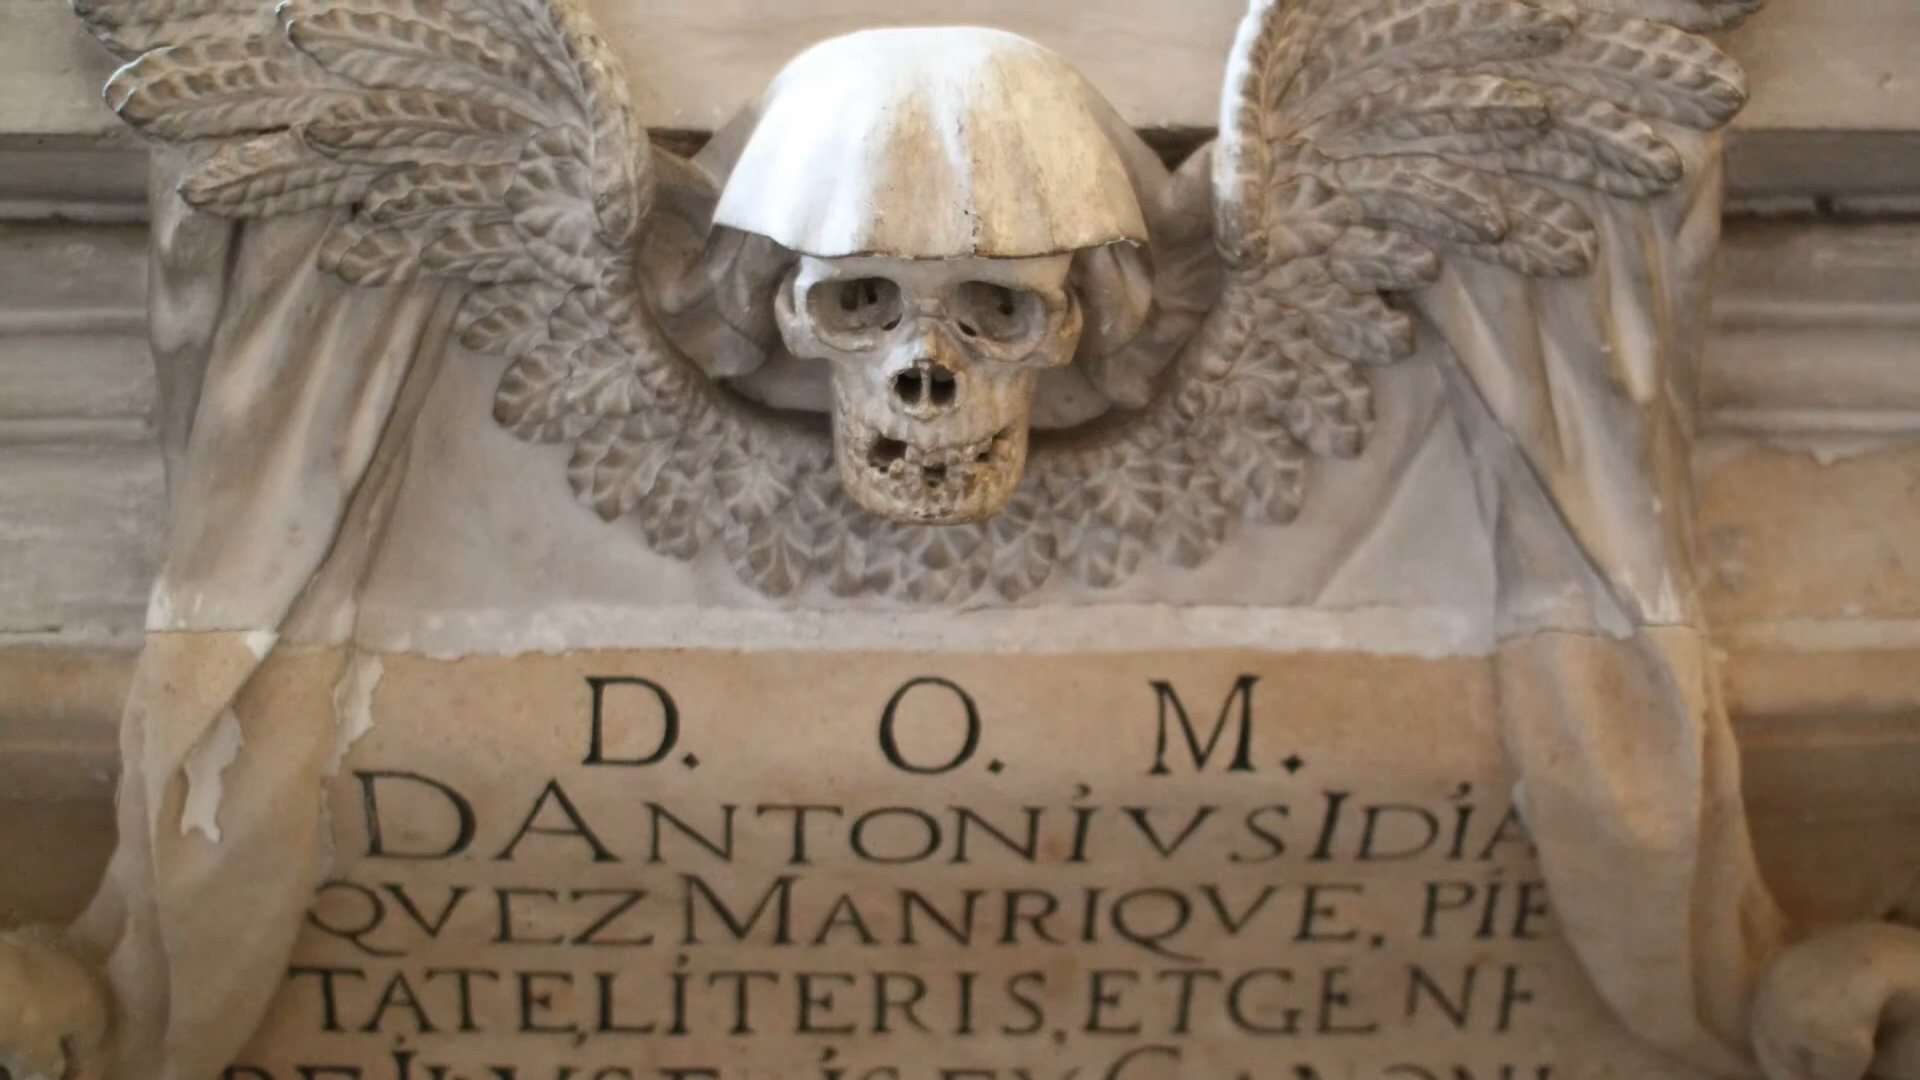 D. O. M.
D ANTONIVS IDIA
QVEZ MANRIQVE, PIE
TATE, LITERIS, ET GENE